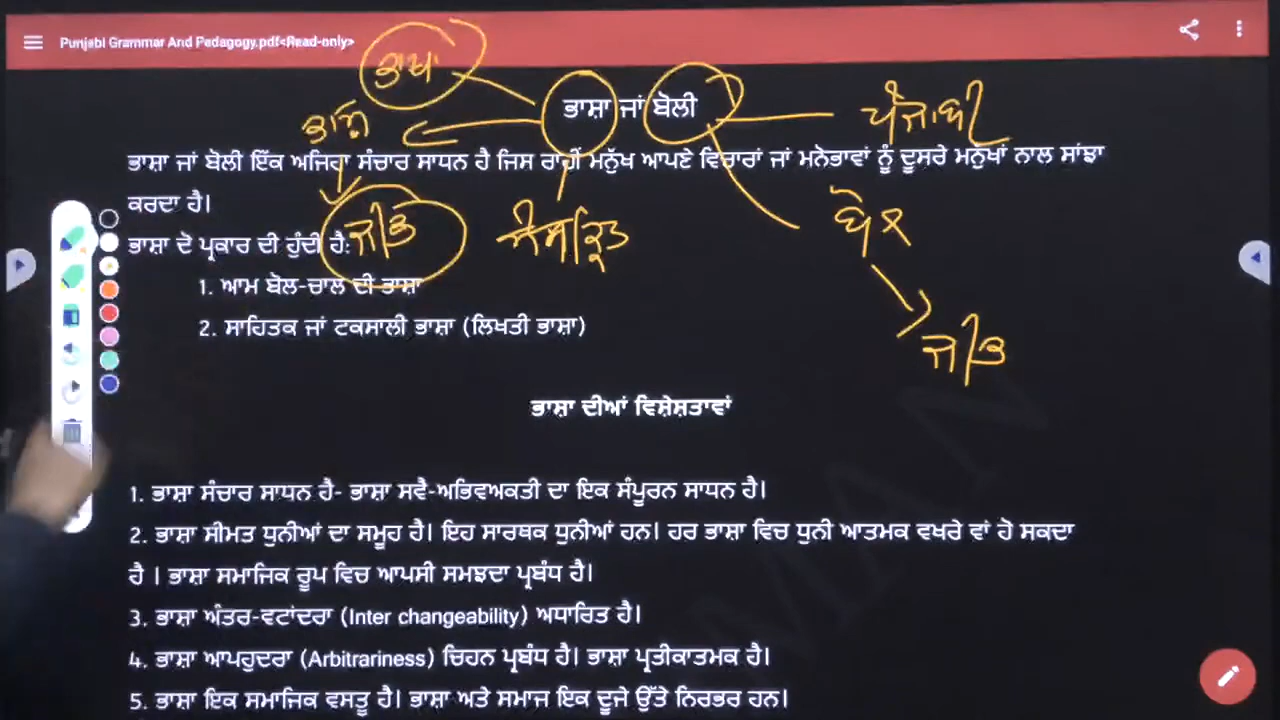 Punjabi Grammar And Pedagogy.pdf<Read-only>
ਭਾਖਾ
ਭਾਸ਼ਾ ਜਾਂ ਬੋਲੀ
ਪੰਜਾਬੀ
ਭਾਸ਼
ਭਾਸ਼ਾ ਜਾਂ ਬੋਲੀ ਇੱਕ ਅਜਿਹਾ ਸੰਚਾਰ ਸਾਧਨ ਹੈ ਜਿਸ ਰਾਹੀਂ ਮਨੁੱਖ ਆਪਣੇ ਵਿਚਾਰਾਂ ਜਾਂ ਮਨੋਭਾਵਾਂ ਨੂੰ ਦੂਸਰੇ ਮਨੁਖਾਂ ਨਾਲ ਸਾਂਝਾ
ਕਰਦਾ ਹੈ।
ਸੰਸਕ੍ਰਿਤ
ਬੋਲ
ਭਾਸ਼ਾ ਦੋ ਪ੍ਰਕਾਰ ਦੀ ਹੁੰਦੀ ਹੈ:
1. ਆਮ ਬੋਲ-ਚਾਲ ਦੀ ਭਾਸ਼ਾ
2. ਸਾਹਿਤਕ ਜਾਂ ਟਕਸਾਲੀ ਭਾਸ਼ਾ (ਲਿਖਤੀ ਭਾਸ਼ਾ)
ਭਾਸ਼ਾ ਦੀਆਂ ਵਿਸ਼ੇਸ਼ਤਾਵਾਂ
1. ਭਾਸ਼ਾ ਸੰਚਾਰ ਸਾਧਨ ਹੈ- ਭਾਸ਼ਾ ਸਵੈ-ਅਭਿਵਅਕਤੀ ਦਾ ਇਕ ਸੰਪੂਰਨ ਸਾਧਨ ਹੈ।
2. ਭਾਸ਼ਾ ਸੀਮਤ ਧੁਨੀਆਂ ਦਾ ਸਮੂਹ ਹੈ। ਇਹ ਸਾਰਥਕ ਧੁਨੀਆਂ ਹਨ। ਹਰ ਭਾਸ਼ਾ ਵਿਚ ਧੁਨੀ ਆਤਮਕ ਵਖਰੇ ਵਾਂ ਹੋ ਸਕਦਾ
ਹੈ । ਭਾਸ਼ਾ ਸਮਾਜਿਕ ਰੂਪ ਵਿਚ ਆਪਸੀ ਸਮਝਦਾ ਪ੍ਰਬੰਧ ਹੈ।
3. ਭਾਸ਼ਾ ਅੰਤਰ-ਵਟਾਂਦਰਾ (Inter changeability) ਅਧਾਰਿਤ ਹੈ।
4. ਭਾਸ਼ਾ ਆਪਹੁਦਰਾ (Arbitrariness) ਚਿਹਨ ਪ੍ਰਬੰਧ ਹੈ। ਭਾਸ਼ਾ ਪ੍ਰਤੀਕਾਤਮਕ ਹੈ।
5. ਭਾਸ਼ਾ ਇਕ ਸਮਾਜਿਕ ਵਸਤੂ ਹੈ। ਭਾਸ਼ਾ ਅਤੇ ਸਮਾਜ ਇਕ ਦੂਜੇ ਉੱਤੇ ਨਿਰਭਰ ਹਨ।